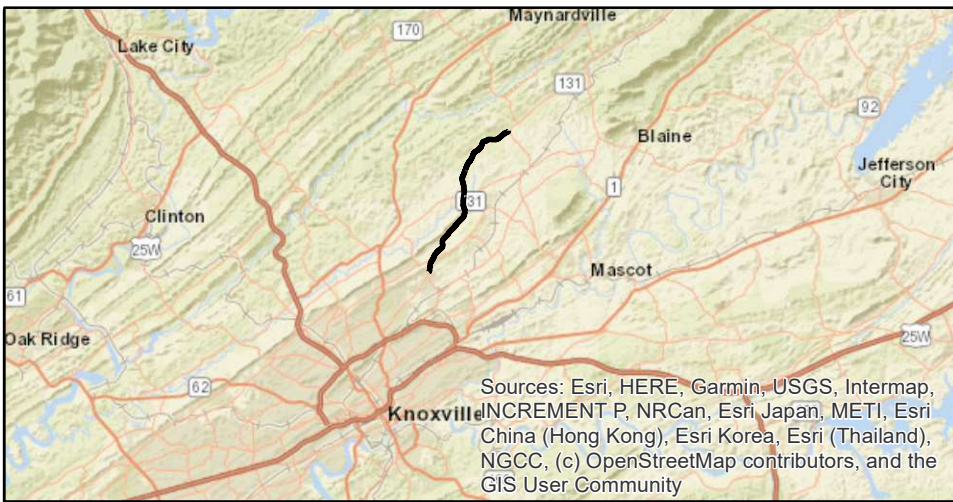 Maynardville
170
Lake City
131
92
Blaine
Jefferson
City
1
31
Clinton
25W
Mascot
61
25W
Oak Ridge
62
Knoxville
Sources: Esri, HERE, Garmin, USGS, Intermap,
INCREMENT P, NRCan, Esri Japan, METI, Esri
China (Hong Kong), Esri Korea, Esri (Thailand),
NGCC, (c) OpenStreetMap contributors, and the
GIS User Community